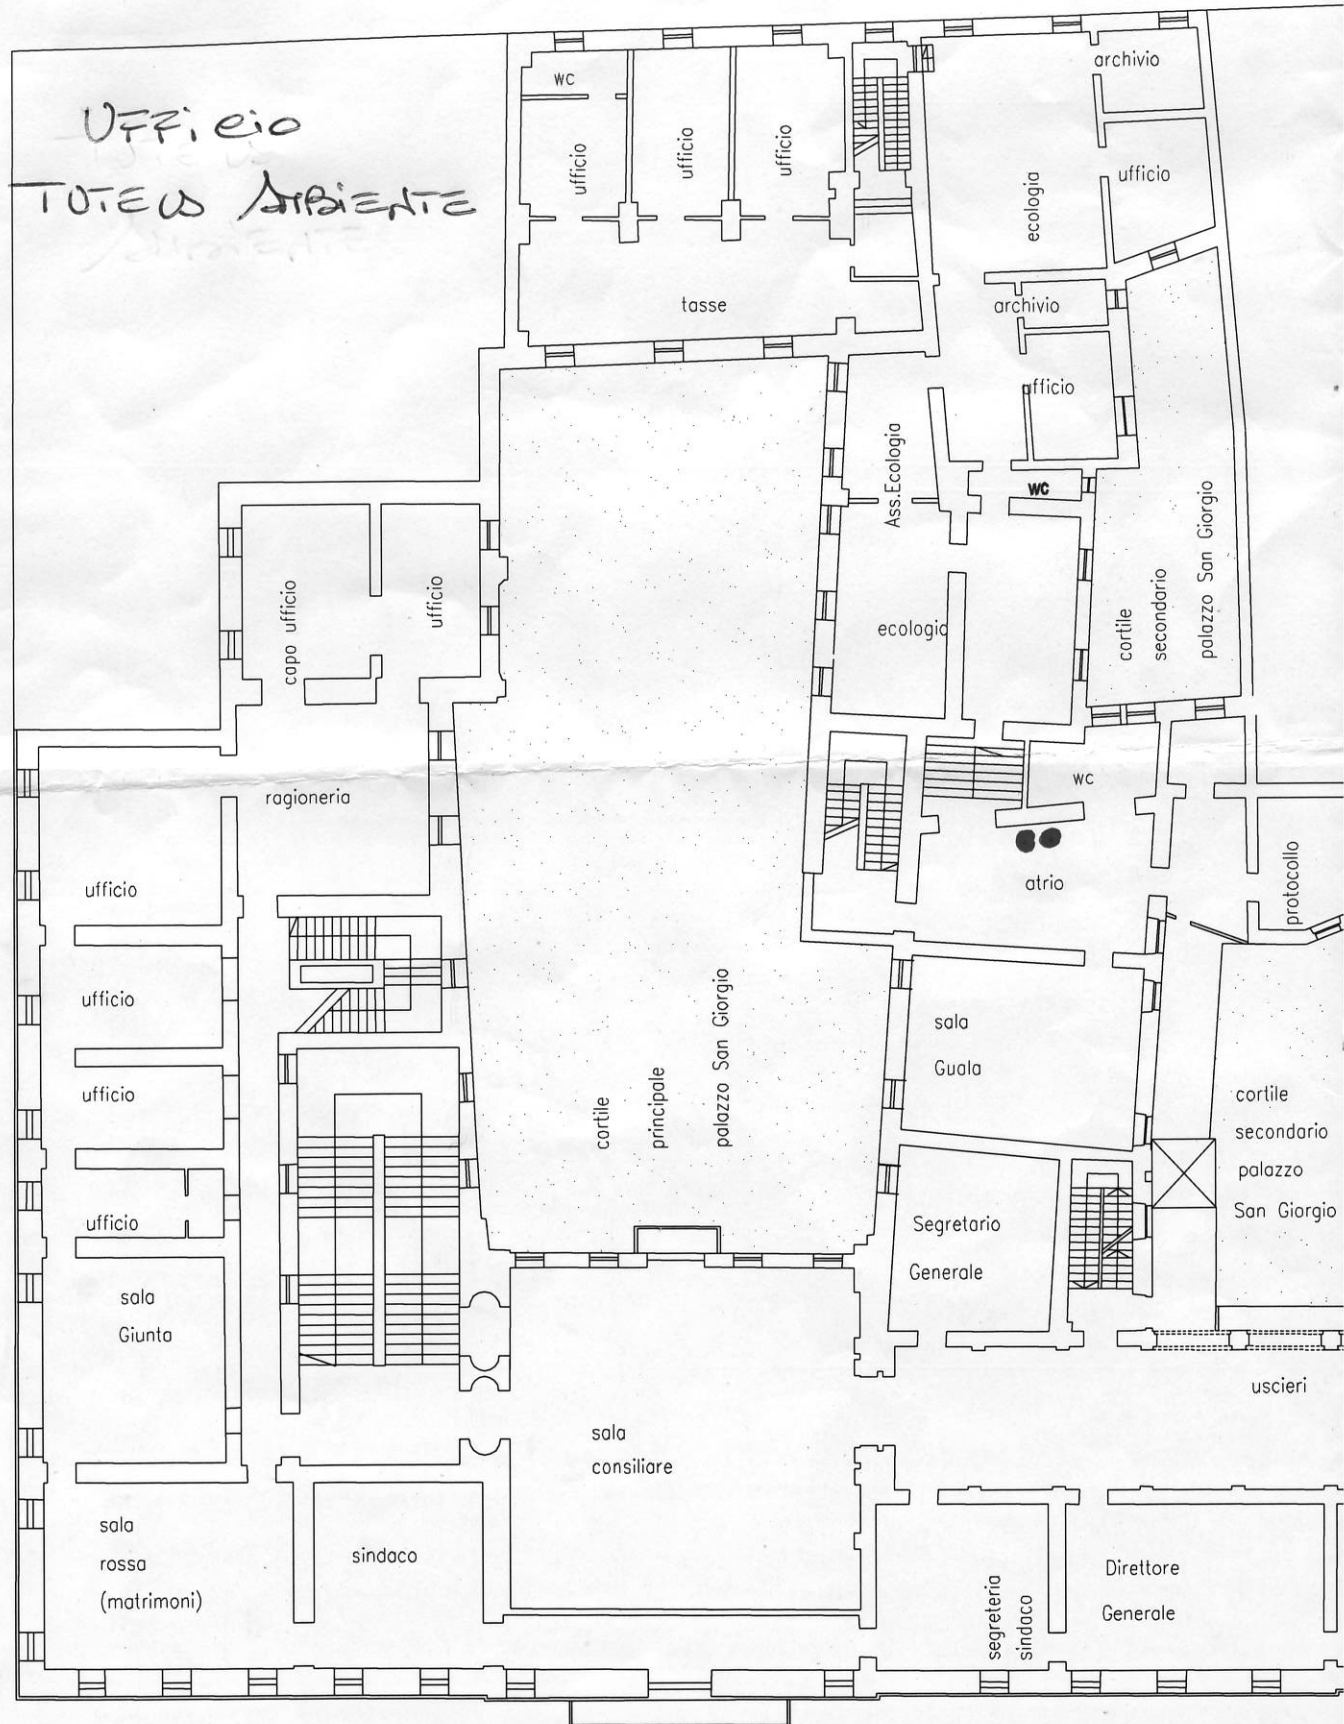 Ufficio
TUTELA AMBIENTE
wc
ufficio
ufficio
ufficio
tasse
archivio
ufficio
ecologia
archivio
ufficio
Ass.Ecologia
wc
ecologia
cortile
secondario
palazzo San Giorgio
capo ufficio
ufficio
ragioneria
wc
atrio
protocollo
ufficio
ufficio
ufficio
ufficio
cortile
principale
palazzo San Giorgio
sala
Guala
cortile
secondario
palazzo
San Giorgio
Segretario
Generale
sala
Giunta
uscieri
sala
consiliare
sala
rossa
(matrimoni)
sindaco
segreteria
sindaco
Direttore
Generale